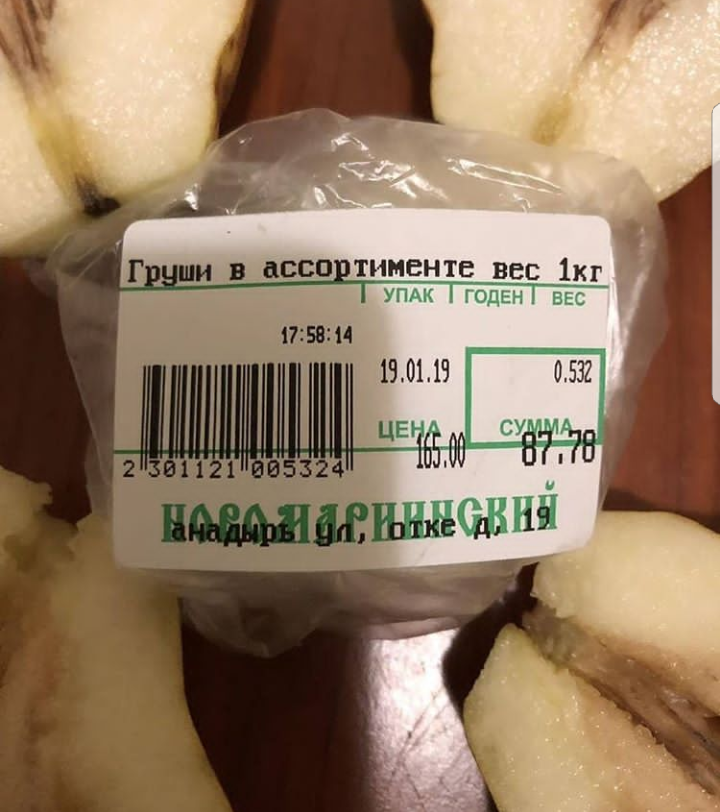 Груши в ассортименте вес 1кг
УПАК ГОДЕН ВЕС
17:58:14
19.01.19 0.532
ЦЕНА СУММА
165.00 87.78
2 301121 005324
НОВОМАРИИНСКИЙ
анадырь ул, отке д, 19